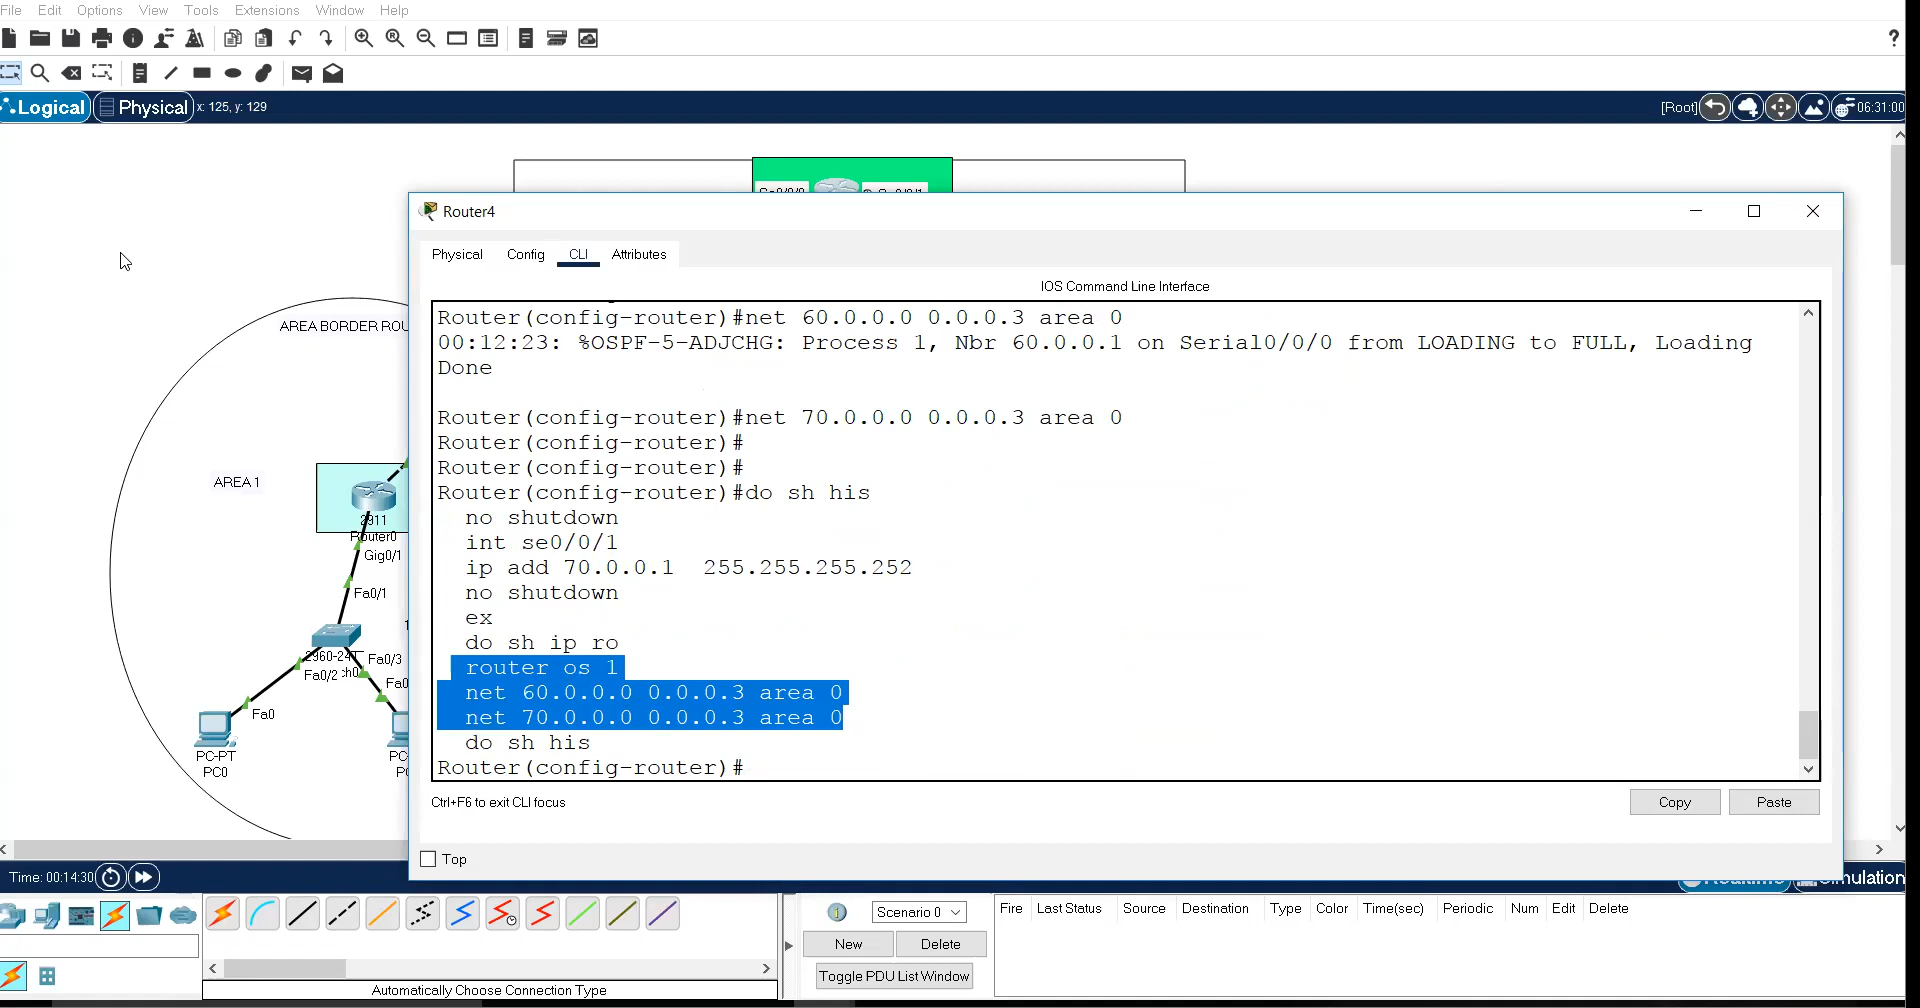 File Edit Options View Tools Extensions Window Help
?
Logical Physical x: 125, y: 129 [Root] 06:31:00
Router4
Physical Config CLI Attributes
IOS Command Line Interface
Router(config-router)#net 60.0.0.0 0.0.0.3 area 0
00:12:23: %OSPF-5-ADJCHG: Process 1, Nbr 60.0.0.1 on Serial0/0/0 from LOADING to FULL, Loading
Done
Router(config-router)#net 70.0.0.0 0.0.0.3 area 0
Router(config-router)#
Router(config-router)#
Router(config-router)#do sh his
no shutdown
int se0/0/1
ip add 70.0.0.1  255.255.255.252
no shutdown
ex
do sh ip ro
router os 1
net 60.0.0.0 0.0.0.3 area 0
net 70.0.0.0 0.0.0.3 area 0
do sh his
Router(config-router)#
Ctrl+F6 to exit CLI focus
Copy Paste
Top
AREA BORDER ROU
AREA 1
2911
Router0
Gig0/1
Fa0/1
2960-24T
Fa0/3
Fa0/2
Fa0
Fa0
PC-PT
PC0
PC-
PC
Time: 00:14:30
Realtime Simulation
Scenario 0
New Delete
Toggle PDU List Window
Fire Last Status Source Destination Type Color Time(sec) Periodic Num Edit Delete
Automatically Choose Connection Type